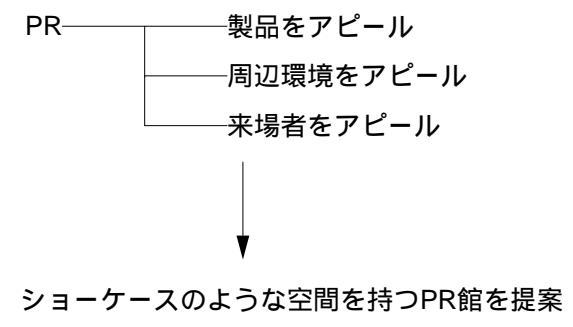 PR 製品をアピール
周辺環境をアピール
来場者をアピール
ショーケースのような空間を持つPR館を提案